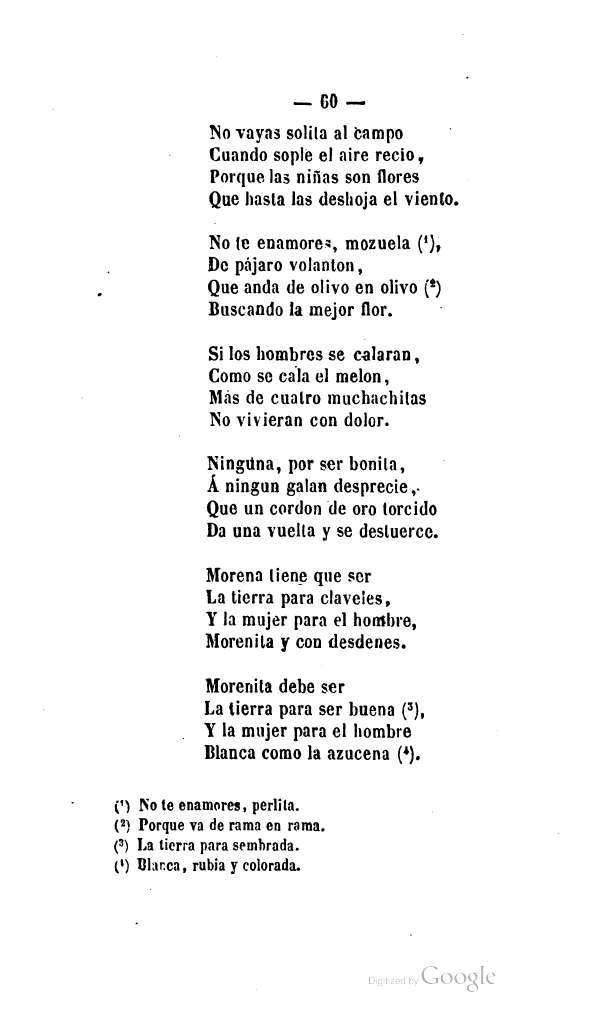 — 60 —
No vayas solita al campo
Cuando sople el aire recio,
Porque las niñas son flores
Que hasta las deshoja el viento.
No te enamores, mozuela (¹),
De pájaro volanton,
Que anda de olivo en olivo (²)
Buscando la mejor flor.
Si los hombres se calaran,
Como se cala el melon,
Más de cuatro muchachitas
No vivieran con dolor.
Ninguna, por ser bonita,
Á ningun galan desprecie,
Que un cordon de oro torcido
Da una vuelta y se destuerce.
Morena tiene que ser
La tierra para claveles,
Y la mujer para el hombre,
Morenita y con desdenes.
Morenita debe ser
La tierra para ser buena (³),
Y la mujer para el hombre
Blanca como la azucena (⁴).
(¹) No te enamores, perlita.
(²) Porque va de rama en rama.
(³) La tierra para sembrada.
(⁴) Blanca, rubia y colorada.
Digitized by Google